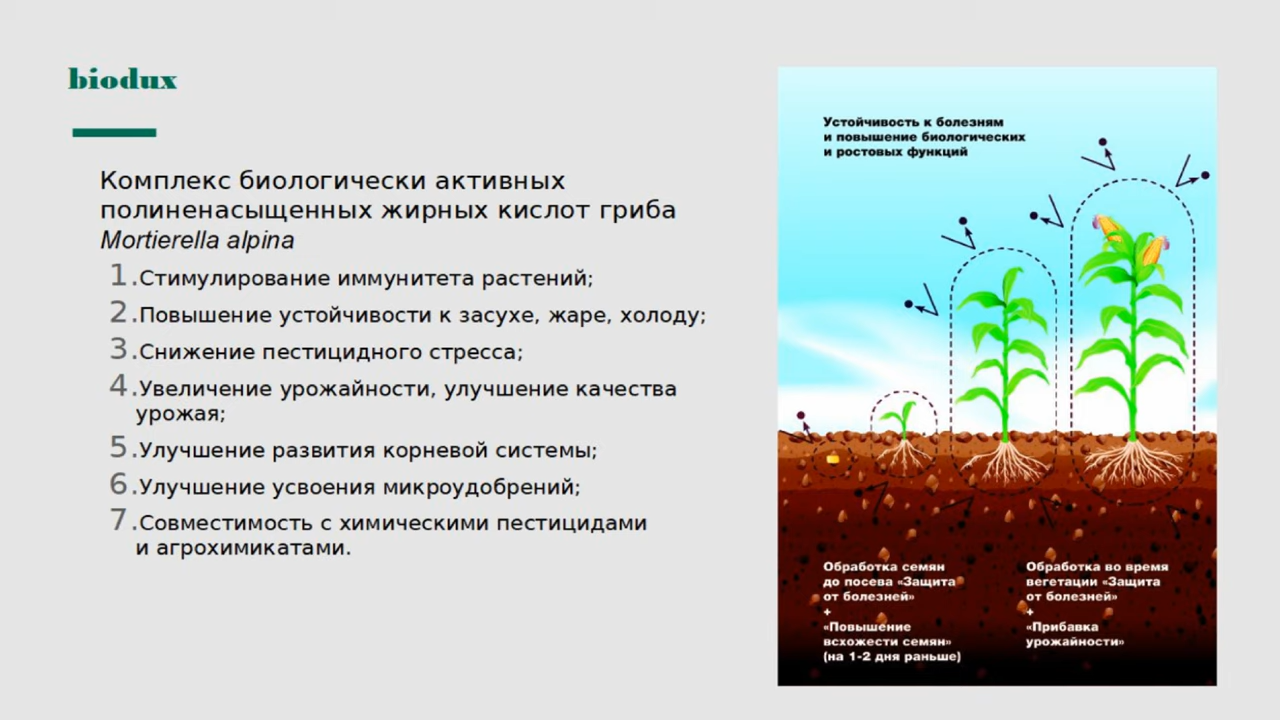 biodux
Комплекс биологически активных
полиненасыщенных жирных кислот гриба
Mortierella alpina
1.Стимулирование иммунитета растений;
2.Повышение устойчивости к засухе, жаре, холоду;
3.Снижение пестицидного стресса;
4.Увеличение урожайности, улучшение качества
урожая;
5.Улучшение развития корневой системы;
6.Улучшение усвоения микроудобрений;
7.Совместимость с химическими пестицидами
и агрохимикатами.
Устойчивость к болезням
и повышение биологических
и ростовых функций
Обработка семян
до посева «Защита
от болезней»
+
«Повышение
всхожести семян»
(на 1-2 дня раньше)
Обработка во время
вегетации «Защита
от болезней»
+
«Прибавка
урожайности»